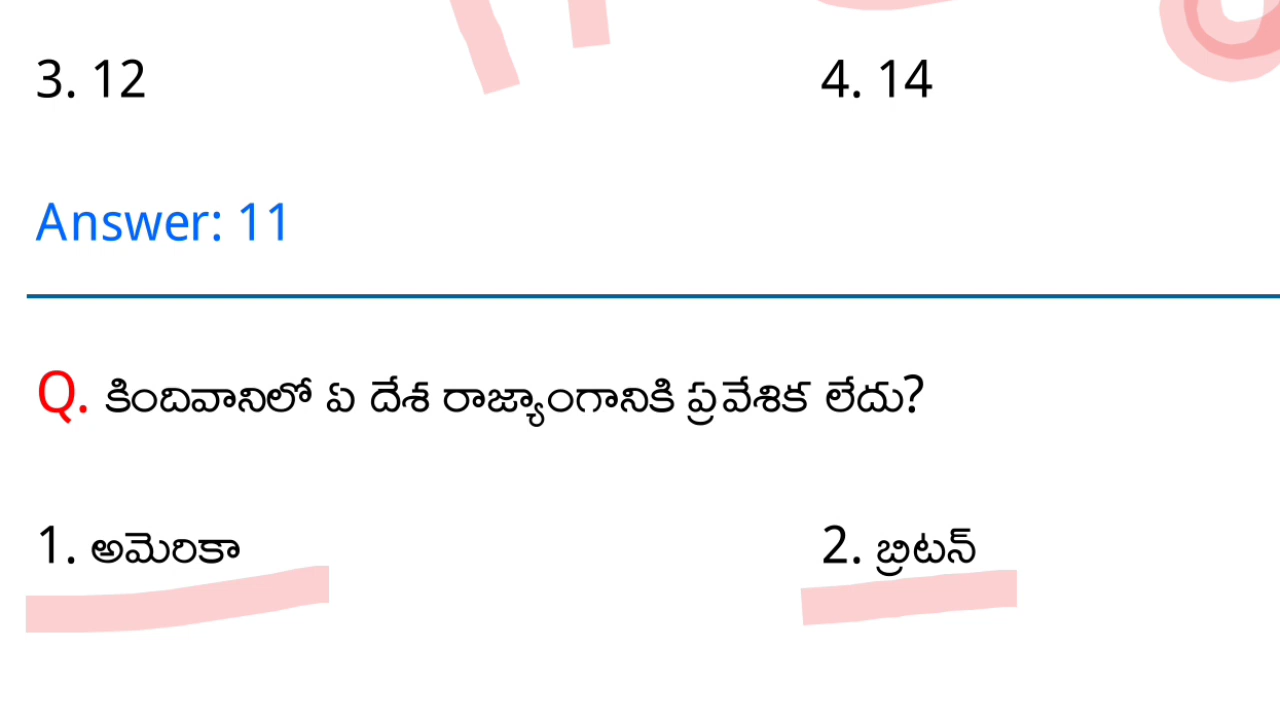 3. 12 4. 14
Answer: 11
Q. కిందివానిలో ఏ దేశ రాజ్యాంగానికి ప్రవేశిక లేదు?
1. అమెరికా 2. బ్రిటన్